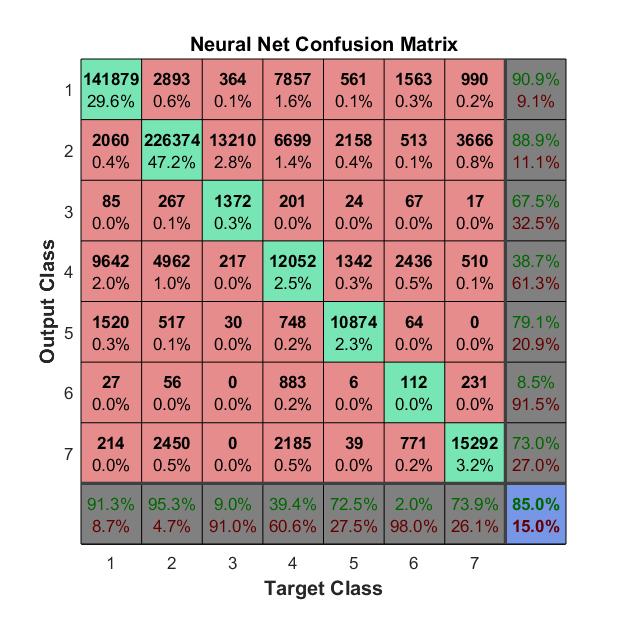 Neural Net Confusion Matrix
1 141879 2893 364 7857 561 1563 990 90.9%
29.6% 0.6% 0.1% 1.6% 0.1% 0.3% 0.2% 9.1%
2 2060 226374 13210 6699 2158 513 3666 88.9%
0.4% 47.2% 2.8% 1.4% 0.4% 0.1% 0.8% 11.1%
3 85 267 1372 201 24 67 17 67.5%
0.0% 0.1% 0.3% 0.0% 0.0% 0.0% 0.0% 32.5%
4 9642 4962 217 12052 1342 2436 510 38.7%
2.0% 1.0% 0.0% 2.5% 0.3% 0.5% 0.1% 61.3%
5 1520 517 30 748 10874 64 0 79.1%
0.3% 0.1% 0.0% 0.2% 2.3% 0.0% 0.0% 20.9%
6 27 56 0 883 6 112 231 8.5%
0.0% 0.0% 0.0% 0.2% 0.0% 0.0% 0.0% 91.5%
7 214 2450 0 2185 39 771 15292 73.0%
0.0% 0.5% 0.0% 0.5% 0.0% 0.2% 3.2% 27.0%
91.3% 95.3% 9.0% 39.4% 72.5% 2.0% 73.9% 85.0%
8.7% 4.7% 91.0% 60.6% 27.5% 98.0% 26.1% 15.0%
1 2 3 4 5 6 7
Target Class
Output Class